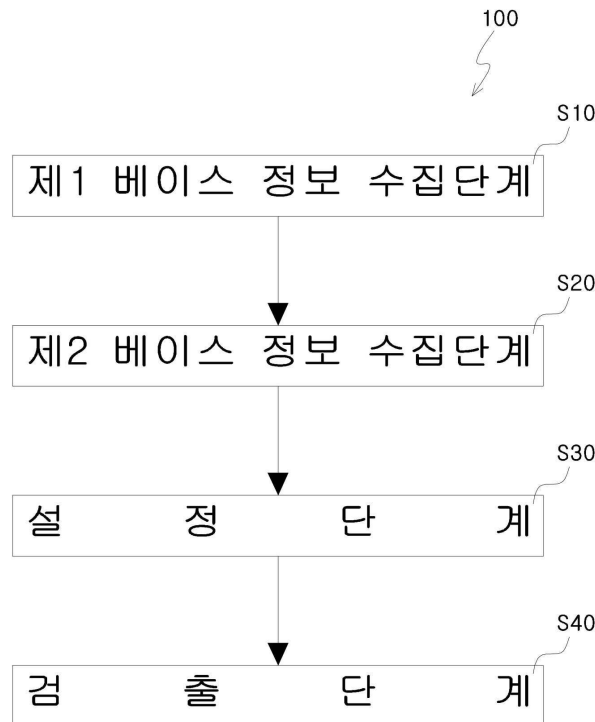 100
S10
제1 베이스 정보 수집단계
S20
제2 베이스 정보 수집단계
S30
설 정 단 계
S40
검 출 단 계